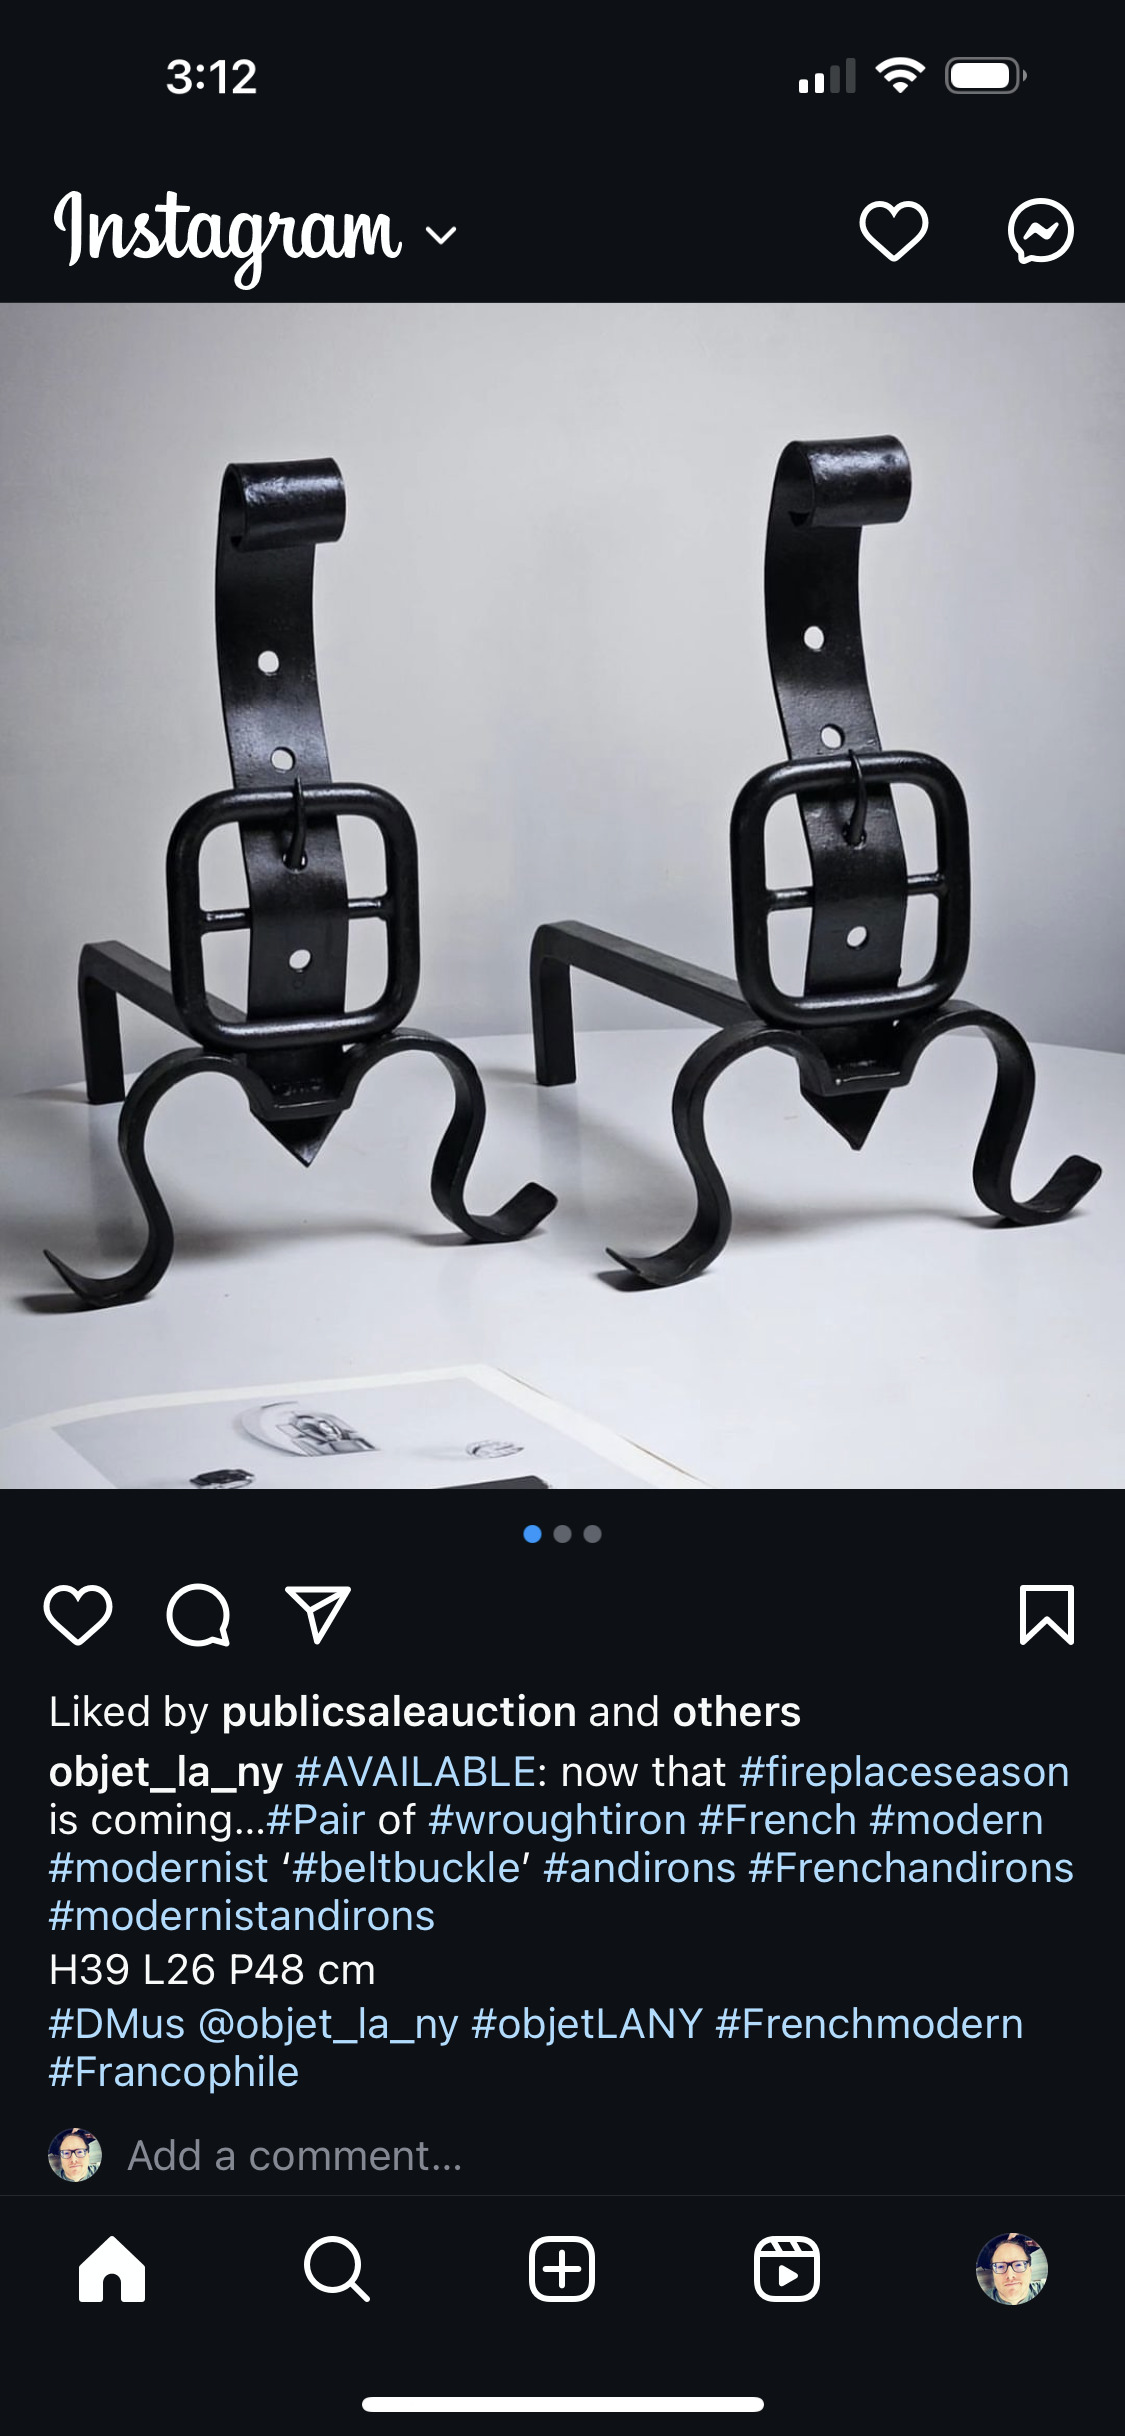 3:12
Instagram
Liked by publicsaleauction and others
objet_la_ny #AVAILABLE: now that #fireplaceseason
is coming...#Pair of #wroughtiron #French #modern
#modernist ‘#beltbuckle’ #andirons #Frenchandirons
#modernistandirons
H39 L26 P48 cm
#DMus @objet_la_ny #objetLANY #Frenchmodern
#Francophile
Add a comment...